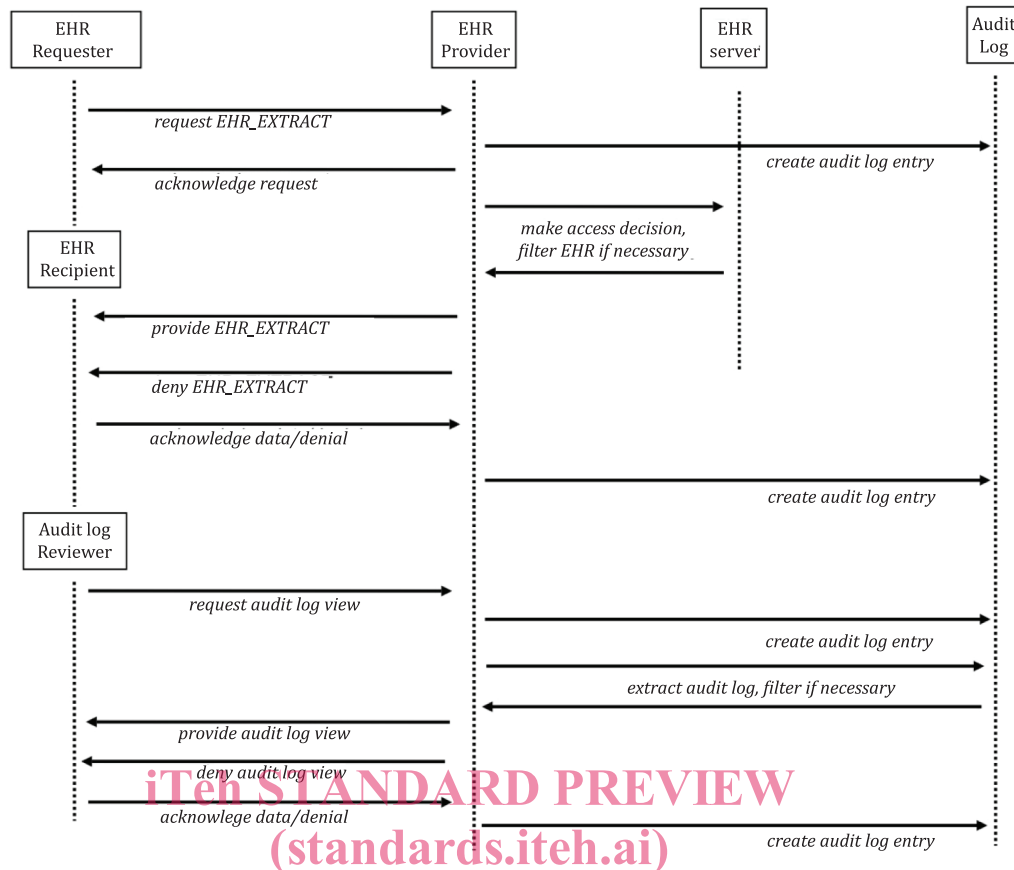 EHR
Requester
EHR
Provider
EHR
server
Audit
Log
request EHR_EXTRACT
create audit log entry
acknowledge request
make access decision,
filter EHR if necessary
EHR
Recipient
provide EHR_EXTRACT
deny EHR_EXTRACT
acknowledge data/denial
create audit log entry
Audit log
Reviewer
request audit log view
create audit log entry
extract audit log, filter if necessary
provide audit log view
deny audit log view
iTeh STANDARD PREVIEW
acknowlege data/denial
create audit log entry
(standards.iteh.ai)